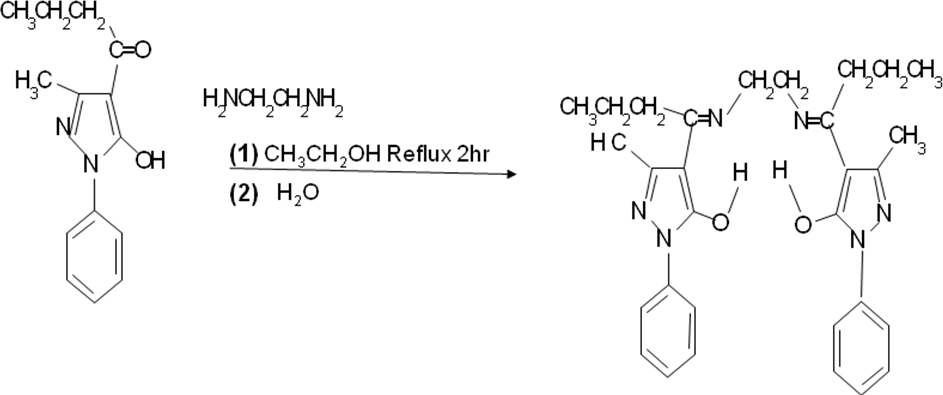 CH3CH2CH2
C=O
H3C
N
N
OH
H2NCH2CH2NH2
(1) CH3CH2OH Reflux 2hr
(2) H2O
CH2CH2
CH2CH2CH3
CH3CH2CH2
C=N
N=C
HC
CH3
H
H
N
N
O
O
N
N